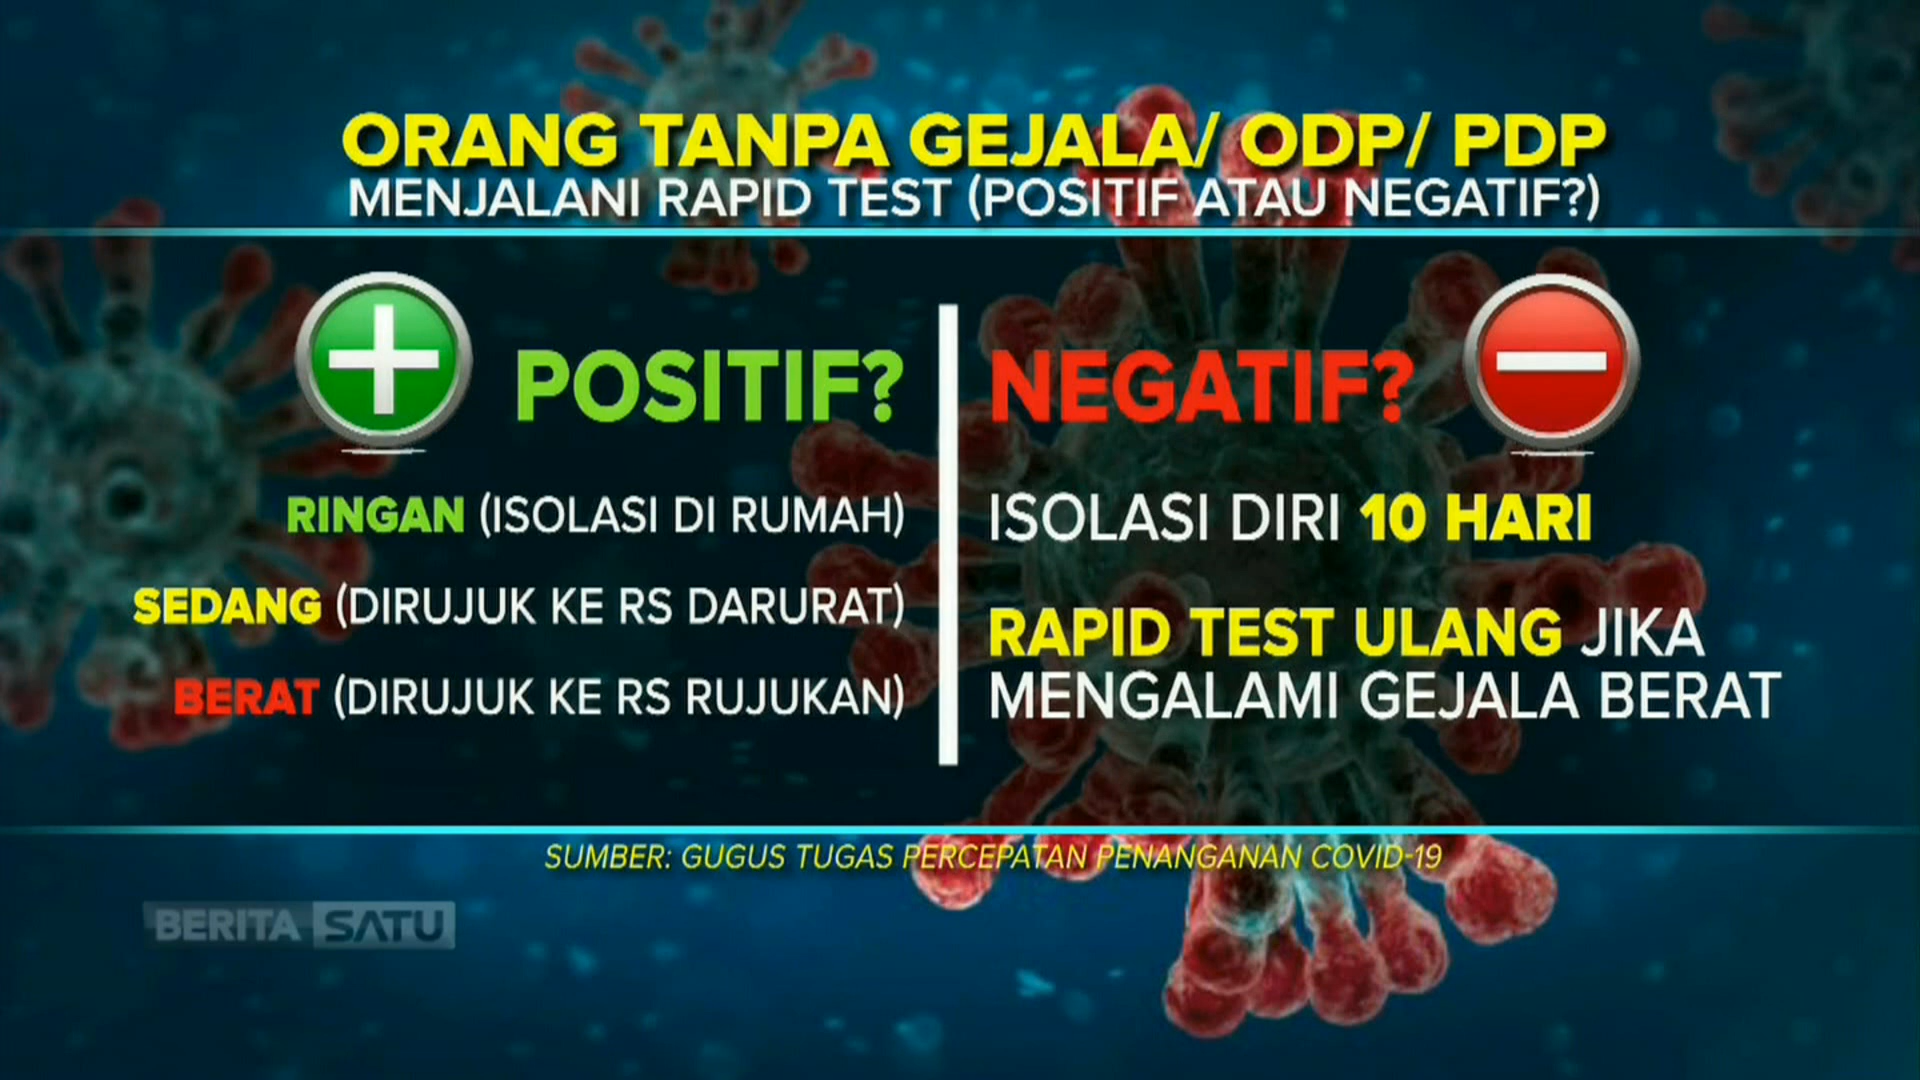 ORANG TANPA GEJALA/ ODP/ PDP
MENJALANI RAPID TEST (POSITIF ATAU NEGATIF?)
POSITIF?
RINGAN (ISOLASI DI RUMAH)
SEDANG (DIRUJUK KE RS DARURAT)
BERAT (DIRUJUK KE RS RUJUKAN)
NEGATIF?
ISOLASI DIRI 10 HARI
RAPID TEST ULANG JIKA
MENGALAMI GEJALA BERAT
SUMBER: GUGUS TUGAS PERCEPATAN PENANGANAN COVID-19
BERITA SATU